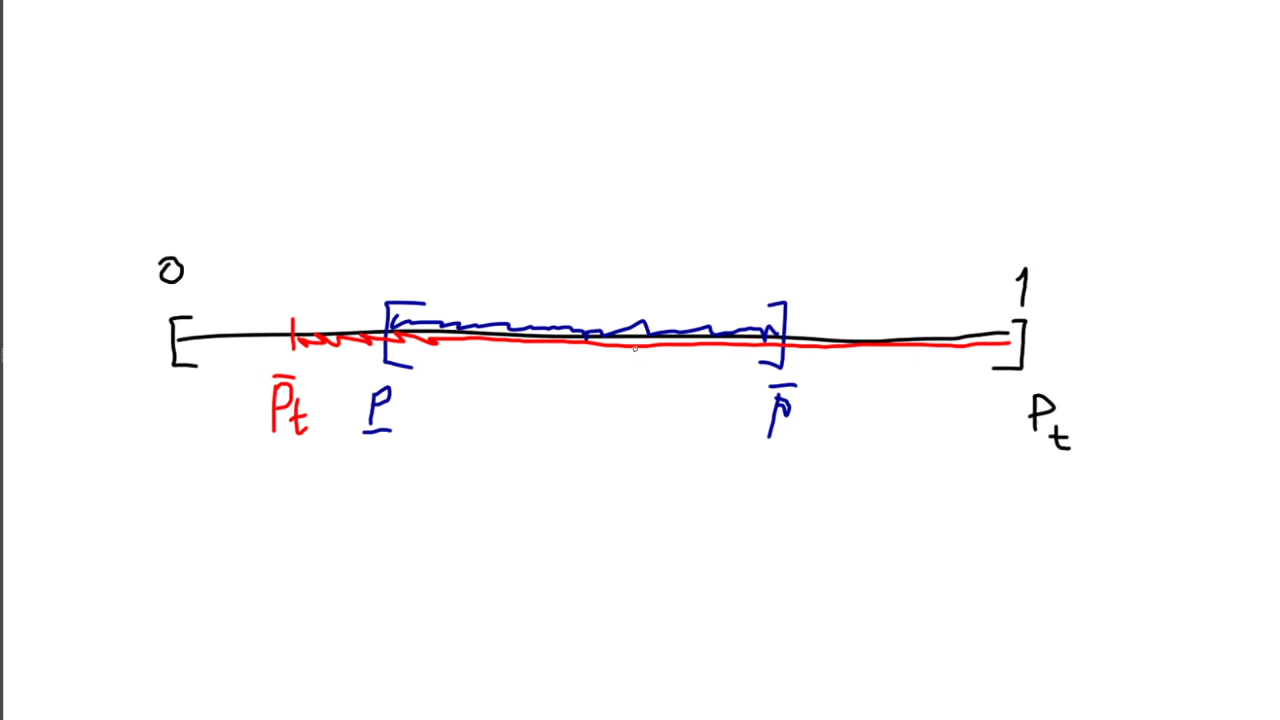 0 1
[ [ ] ]
P̄t P̲ p̄ Pt